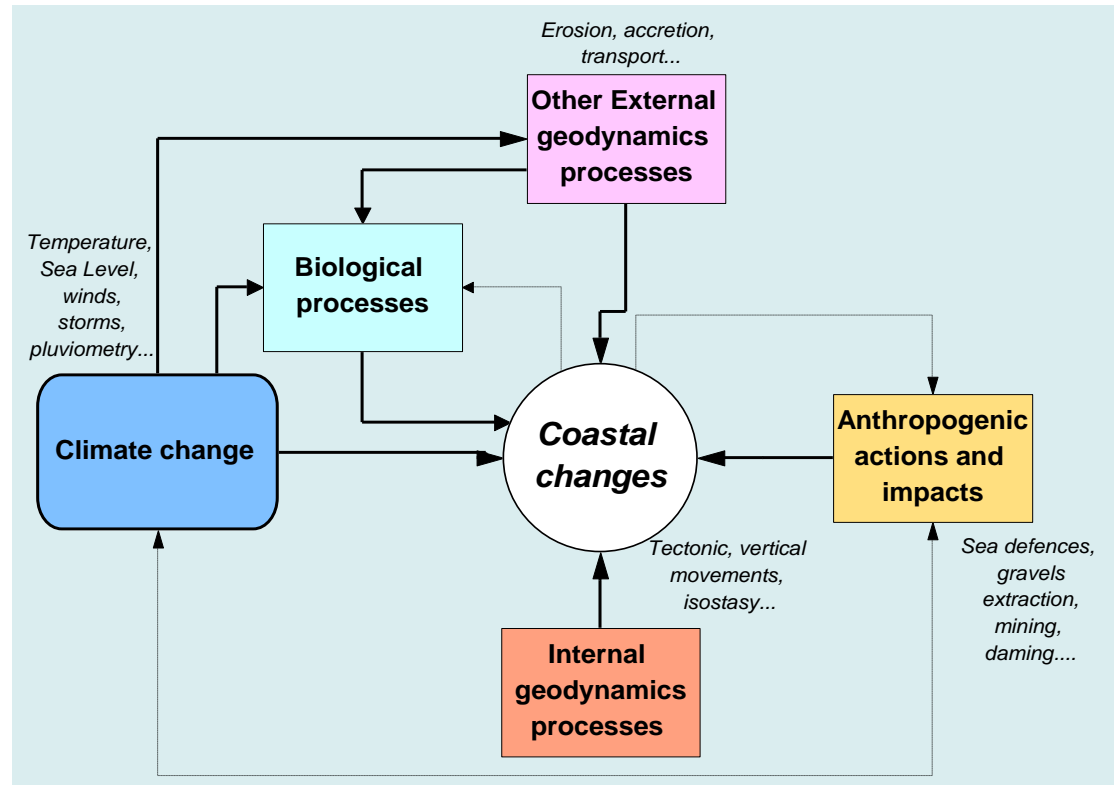 Erosion, accretion,
transport...
Other External
geodynamics
processes
Temperature,
Sea Level,
winds,
storms,
pluviometry...
Biological
processes
Climate change
Coastal
changes
Anthropogenic
actions and
impacts
Tectonic, vertical
movements,
isostasy...
Sea defences,
gravels
extraction,
mining,
daming....
Internal
geodynamics
processes